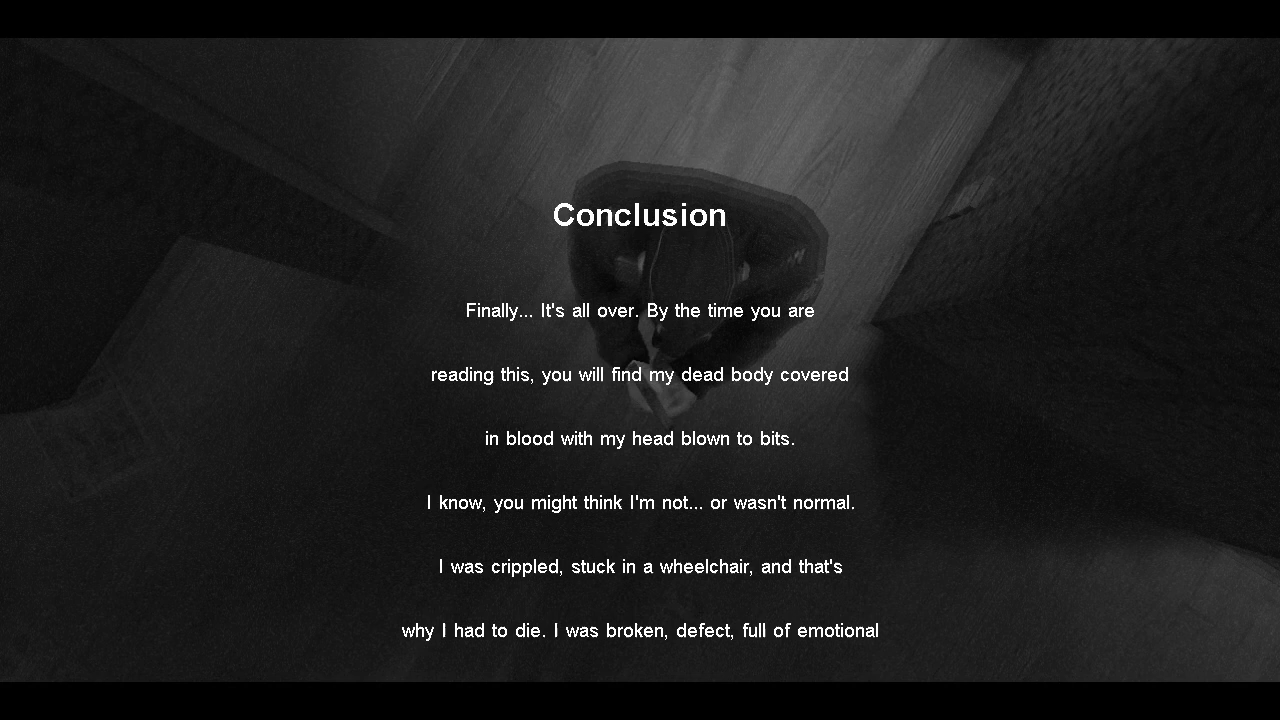 Conclusion
Finally... It's all over. By the time you are
reading this, you will find my dead body covered
in blood with my head blown to bits.
I know, you might think I'm not... or wasn't normal.
I was crippled, stuck in a wheelchair, and that's
why I had to die. I was broken, defect, full of emotional